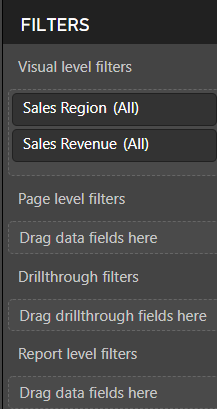 FILTERS
Visual level filters
Sales Region (All)
Sales Revenue (All)
Page level filters
Drag data fields here
Drillthrough filters
Drag drillthrough fields here
Report level filters
Drag data fields here